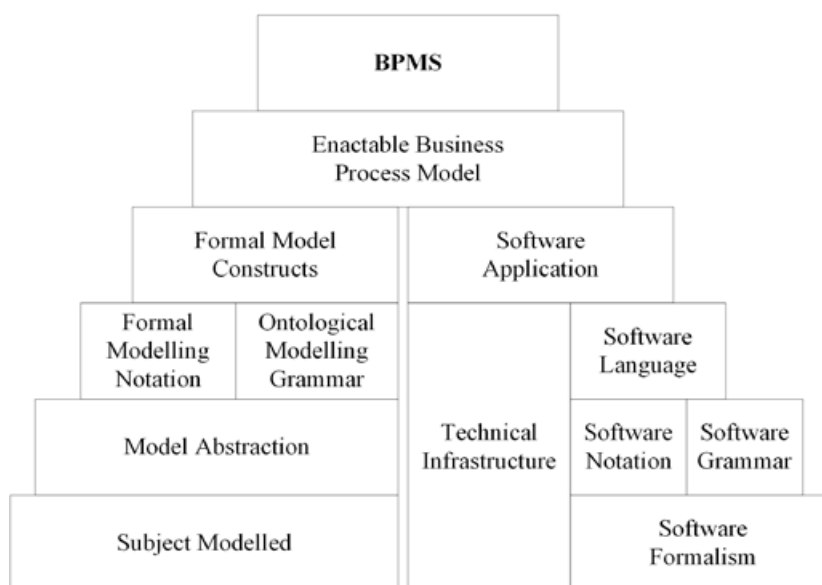 BPMS
Enactable Business
Process Model
Formal Model
Constructs
Software
Application
Formal
Modelling
Notation
Ontological
Modelling
Grammar
Software
Language
Model Abstraction
Technical
Infrastructure
Software
Notation
Software
Grammar
Subject Modelled
Software
Formalism